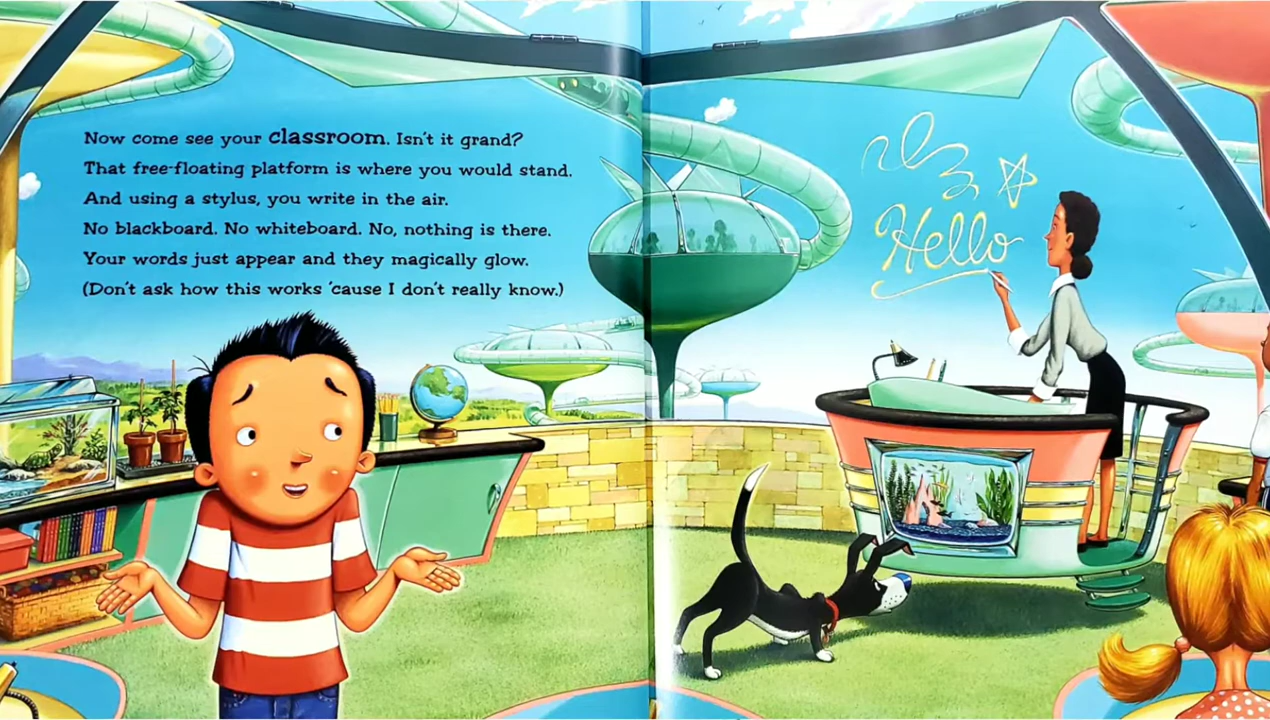 Now come see your classroom. Isn't it grand?
That free-floating platform is where you would stand.
And using a stylus, you write in the air.
No blackboard. No whiteboard. No, nothing is there.
Your words just appear and they magically glow.
(Don't ask how this works 'cause I don't really know.)
Hello